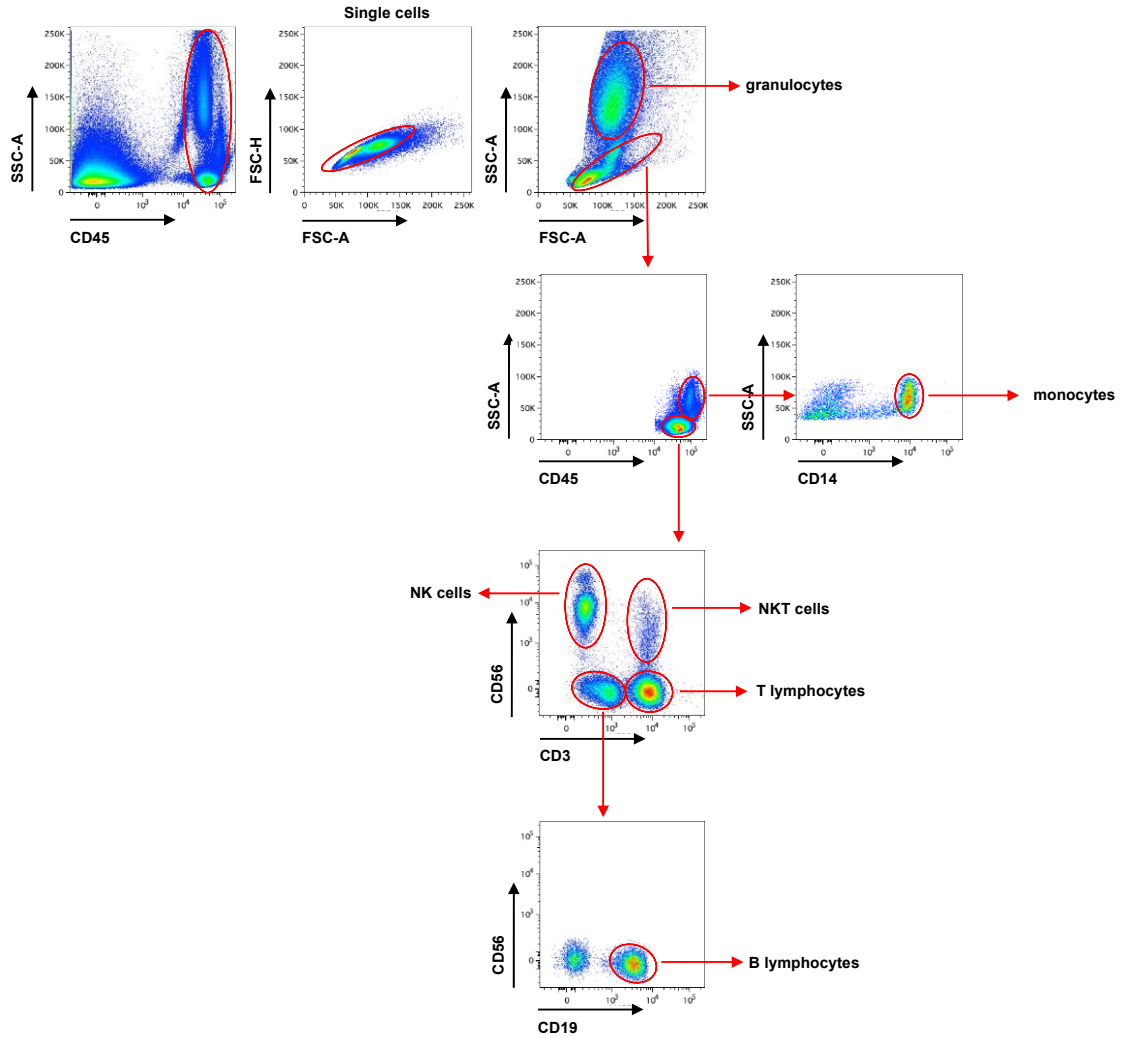 Single cells
250K
200K
150K
100K
50K
0
SSC-A
0
10³
10⁴
10⁵
CD45
250K
200K
150K
100K
50K
0
FSC-H
0
50K
100K
150K
200K
250K
FSC-A
250K
200K
150K
100K
50K
0
SSC-A
0
50K
100K
150K
200K
250K
FSC-A
granulocytes
250K
200K
150K
100K
50K
0
SSC-A
0
10³
10⁴
10⁵
CD45
250K
200K
150K
100K
50K
0
SSC-A
0
10³
10⁴
10⁵
CD14
monocytes
NK cells
10⁵
10⁴
10³
0
CD56
0
10³
10⁴
10⁵
CD3
NKT cells
T lymphocytes
10⁵
10⁴
10³
0
CD56
0
10³
10⁴
10⁵
CD19
B lymphocytes